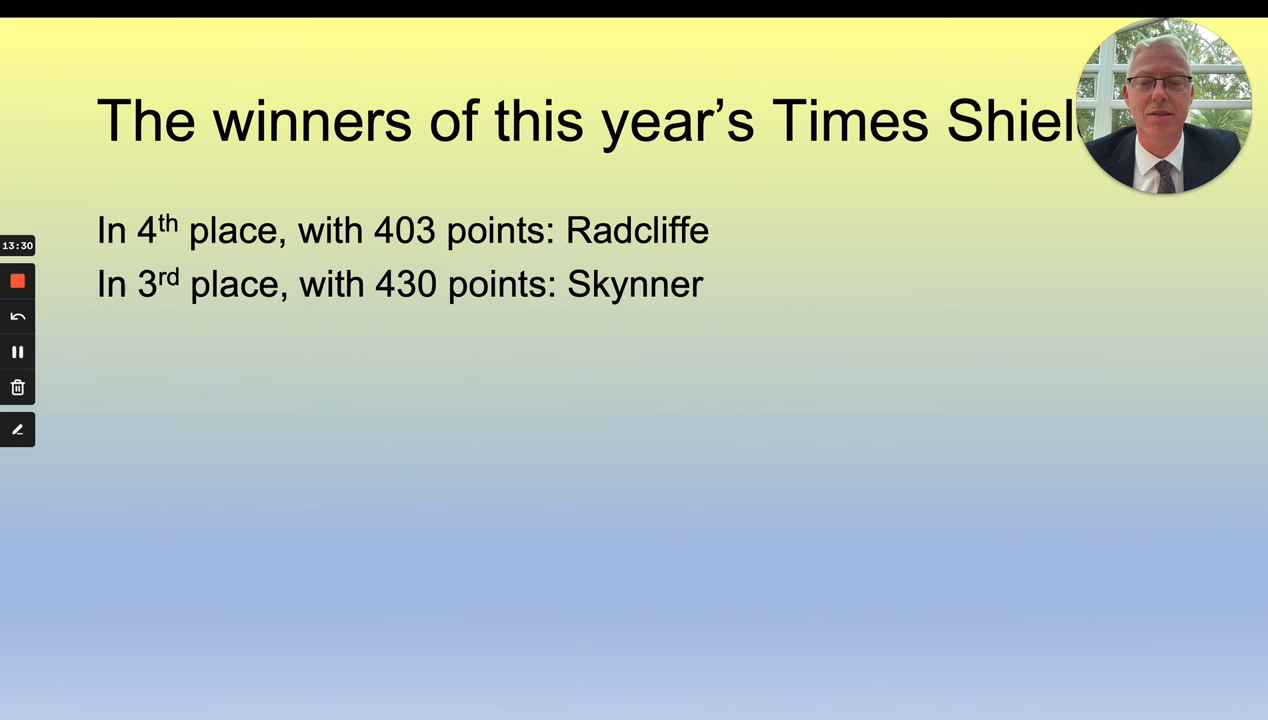 The winners of this year’s Times
In 4th place, with 403 points: Radcliffe
In 3rd place, with 430 points: Skynner
13:30